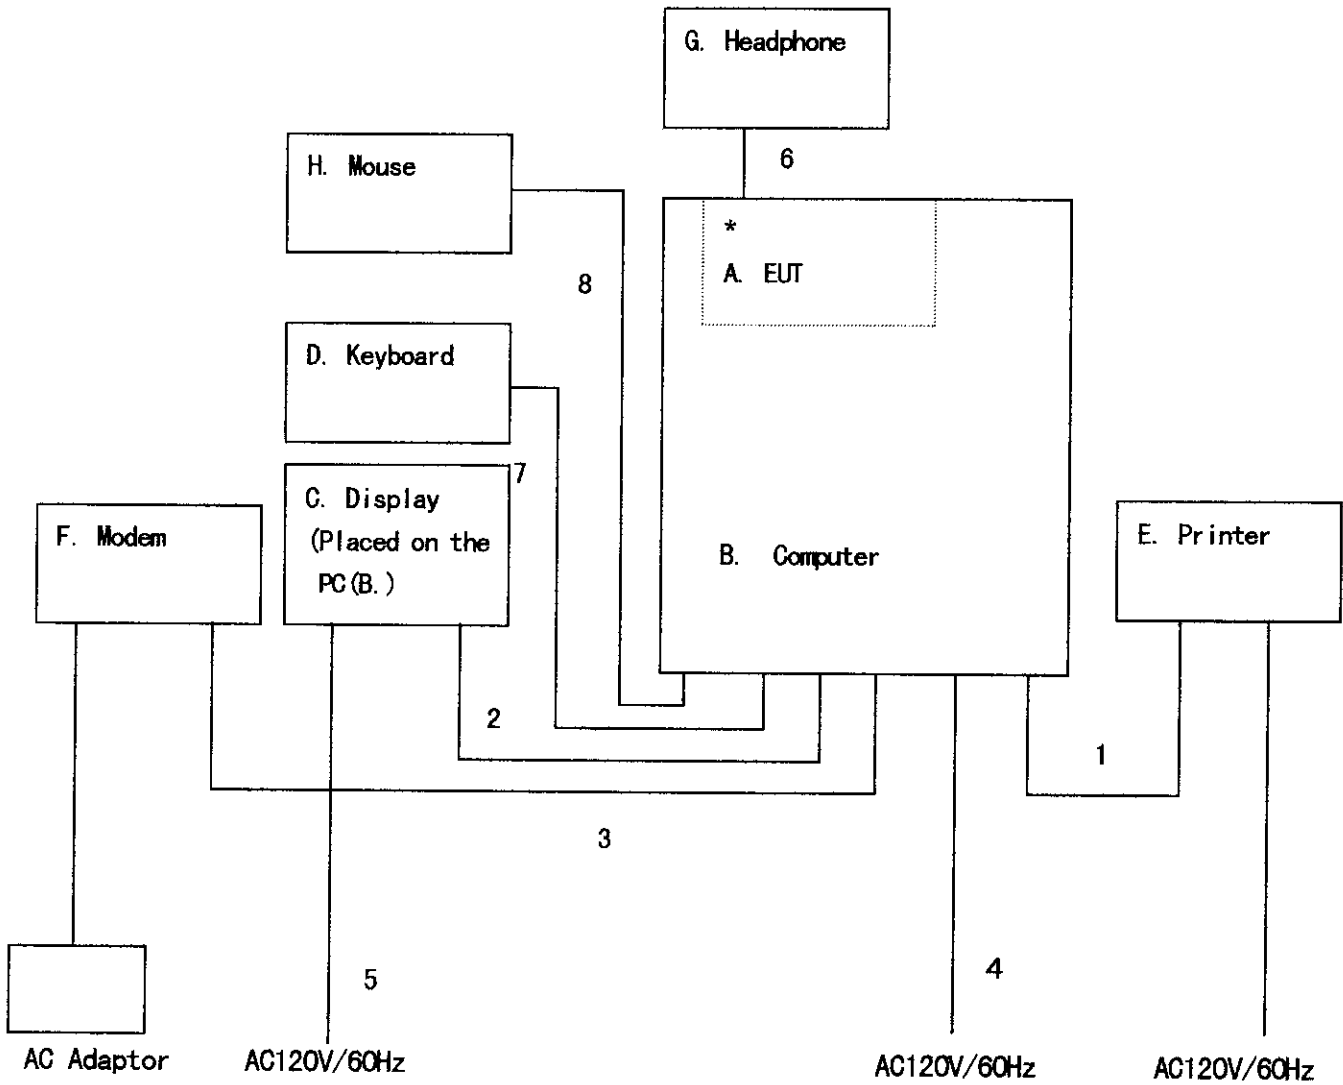 G. Headphone
6
H. Mouse
*
A. EUT
8
D. Keyboard
7
C. Display
(Placed on the
PC(B.)
F. Modem
B. Computer
E. Printer
2
1
3
5
4
AC Adaptor
AC120V/60Hz
AC120V/60Hz
AC120V/60Hz